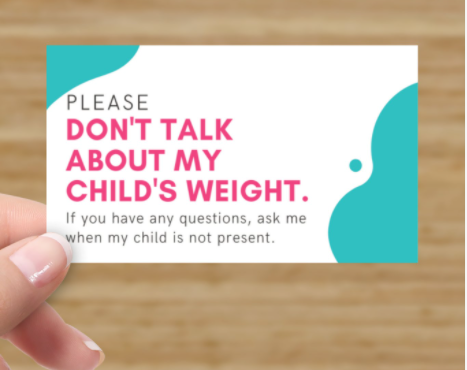 PLEASE
DON'T TALK
ABOUT MY
CHILD'S WEIGHT.
If you have any questions, ask me
when my child is not present.